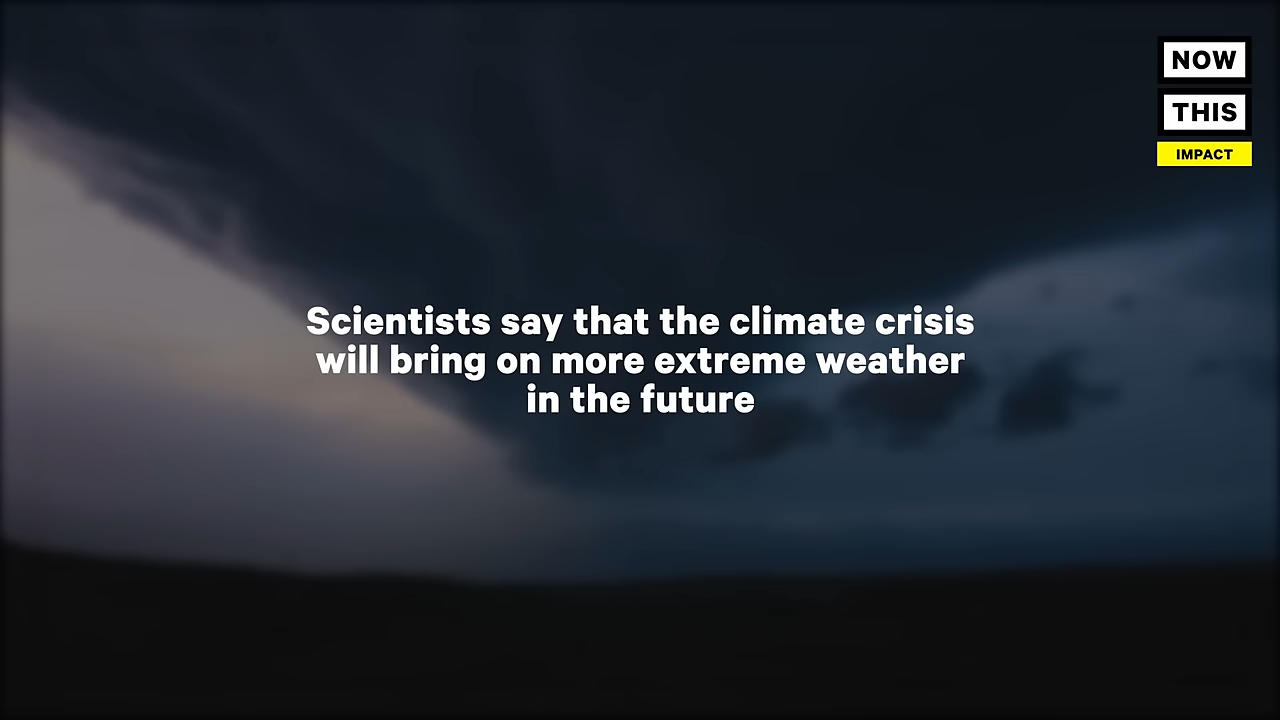 NOW
THIS
IMPACT
Scientists say that the climate crisis
will bring on more extreme weather
in the future